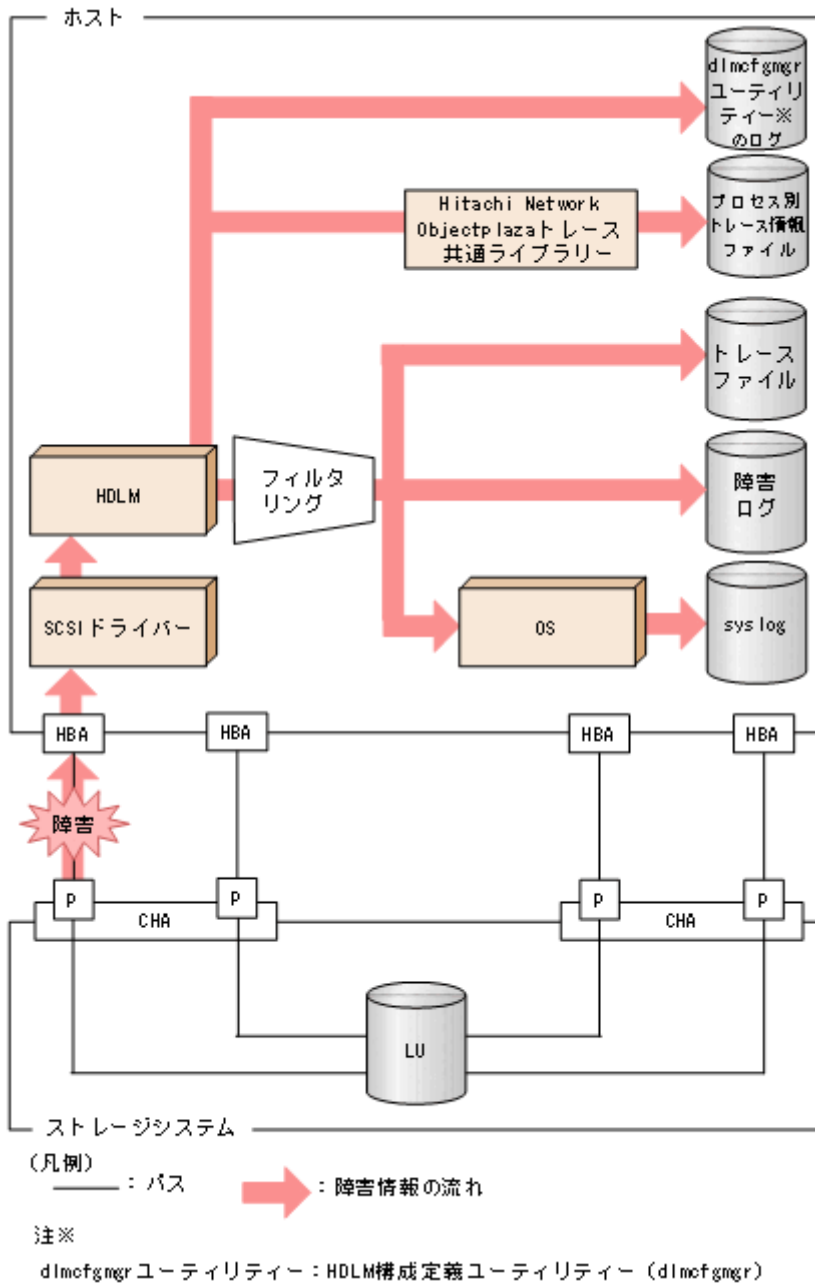 ホスト
dlmcfgmgr
ユーティリ
ティー※
のログ
Hitachi Network
Objectplazaトレース
共通ライブラリー
プロセス別
トレース情報
ファイル
トレース
ファイル
HDLM
フィルタ
リング
障害
ログ
SCSIドライバー
OS
syslog
HBA
HBA
HBA
HBA
障害
P
P
P
P
CHA
CHA
LU
ストレージシステム
(凡例)
：パス
：障害情報の流れ
注※
dlmcfgmgrユーティリティー：HDLM構成定義ユーティリティー（dlmcfgmgr）